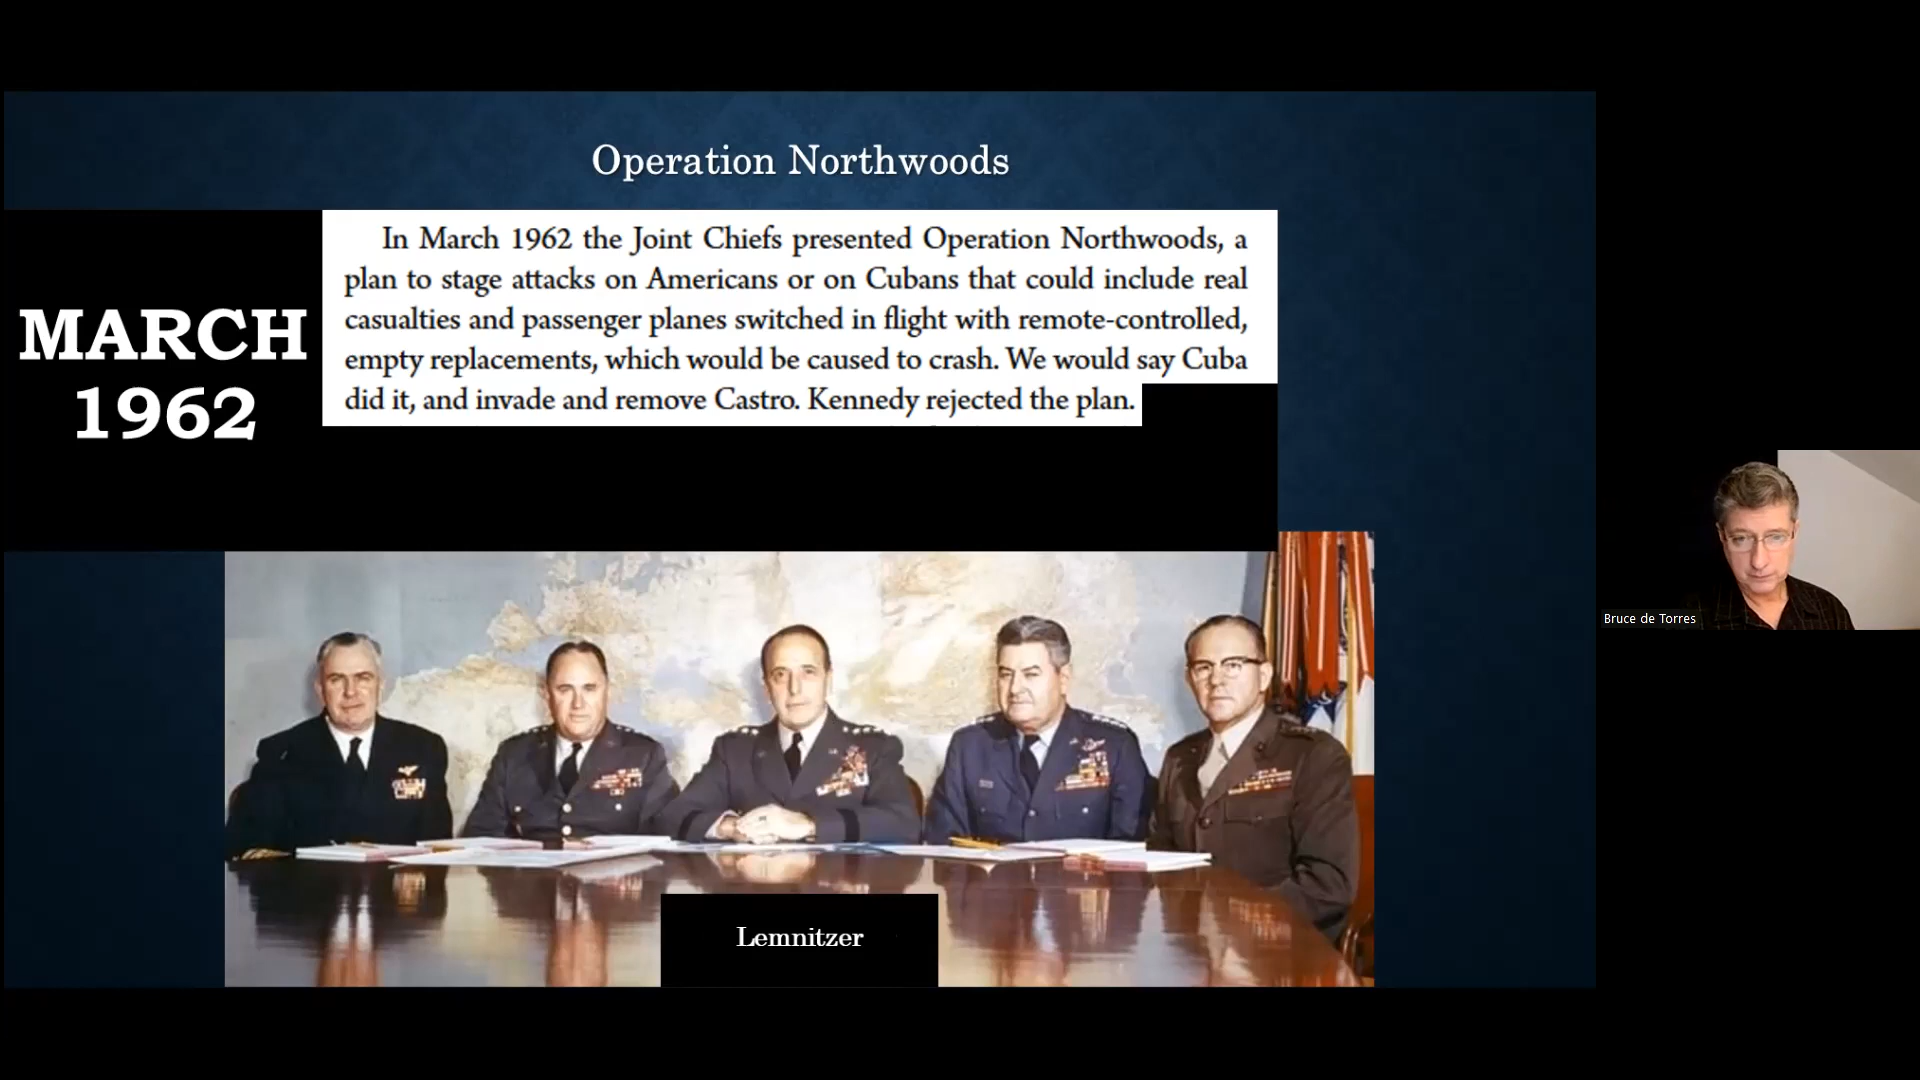 Operation Northwoods
MARCH
1962
In March 1962 the Joint Chiefs presented Operation Northwoods, a
plan to stage attacks on Americans or on Cubans that could include real
casualties and passenger planes switched in flight with remote-controlled,
empty replacements, which would be caused to crash. We would say Cuba
did it, and invade and remove Castro. Kennedy rejected the plan.
Lemnitzer
Bruce de Torres